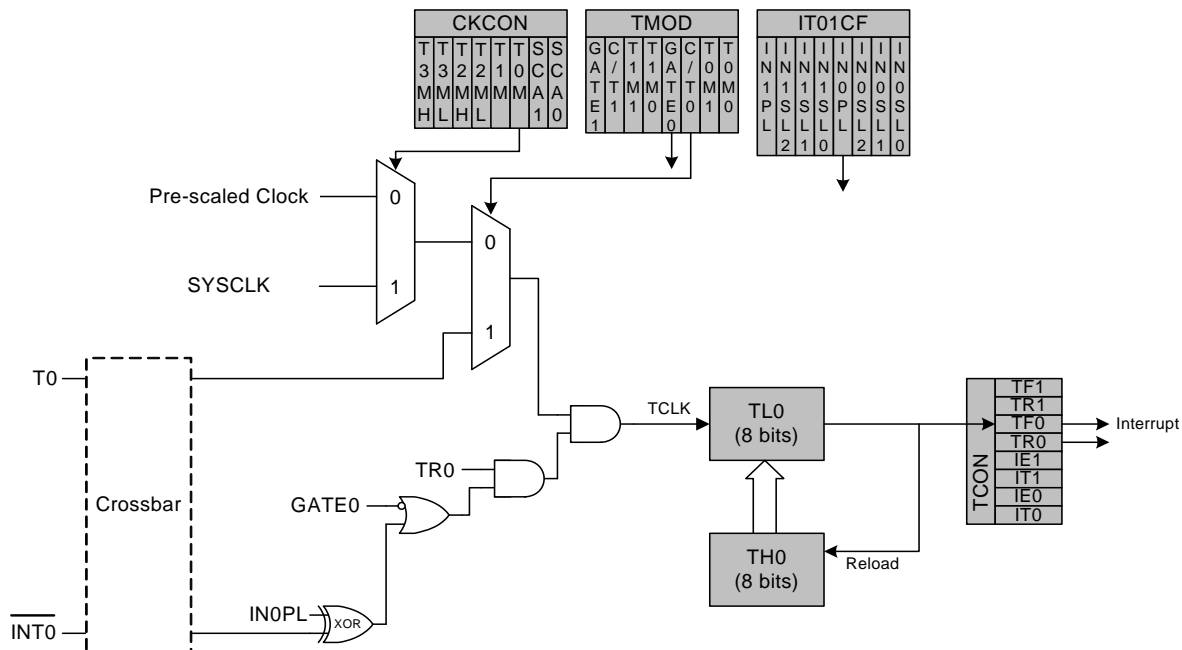 CKCON
T3MH T3ML T2MH T2ML T1M T0M SCA1 SCA0
TMOD
GATE1 C/T1 T1M1 T1M0 GATE0 C/T0 T0M1 T0M0
IT01CF
IN1PL IN1SL2 IN1SL1 IN1SL0 IN0PL IN0SL2 IN0SL1 IN0SL0
Pre-scaled Clock
0
0
SYSCLK
1
1
T0
Crossbar
TCLK
TL0
(8 bits)
TCON
TF1
TR1
TF0
TR0
IE1
IT1
IE0
IT0
Interrupt
TR0
GATE0
TH0
(8 bits)
Reload
IN0PL
XOR
INT0